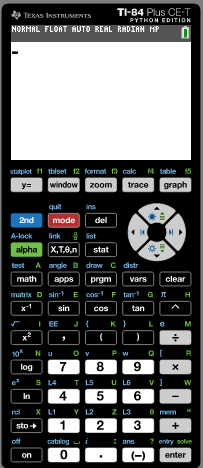 TEXAS INSTRUMENTS TI-84 Plus CE-T
PYTHON EDITION
NORMAL FLOAT AUTO REAL RADIAN MP
statplot f1 tblset f2 format f3 calc f4 table f5
y= window zoom trace graph
quit ins
2nd mode del
A-lock link list
alpha X,T,θ,n stat
test A angle B draw C distr
math apps prgm vars clear
matrix D sin⁻¹ E cos⁻¹ F tan⁻¹ G π H
x⁻¹ sin cos tan ^
√ I EE J { K } L e M
x² , ( ) ÷
10ˣ N u O v P w Q [ R
log 7 8 9 ×
eˣ S L4 T L5 U L6 V ] W
ln 4 5 6 −
rcl X L1 Y L2 Z L3 θ mem "
sto→ 1 2 3 +
off catalog ⎵ i : ans ? entry solve
on 0 . (−) enter